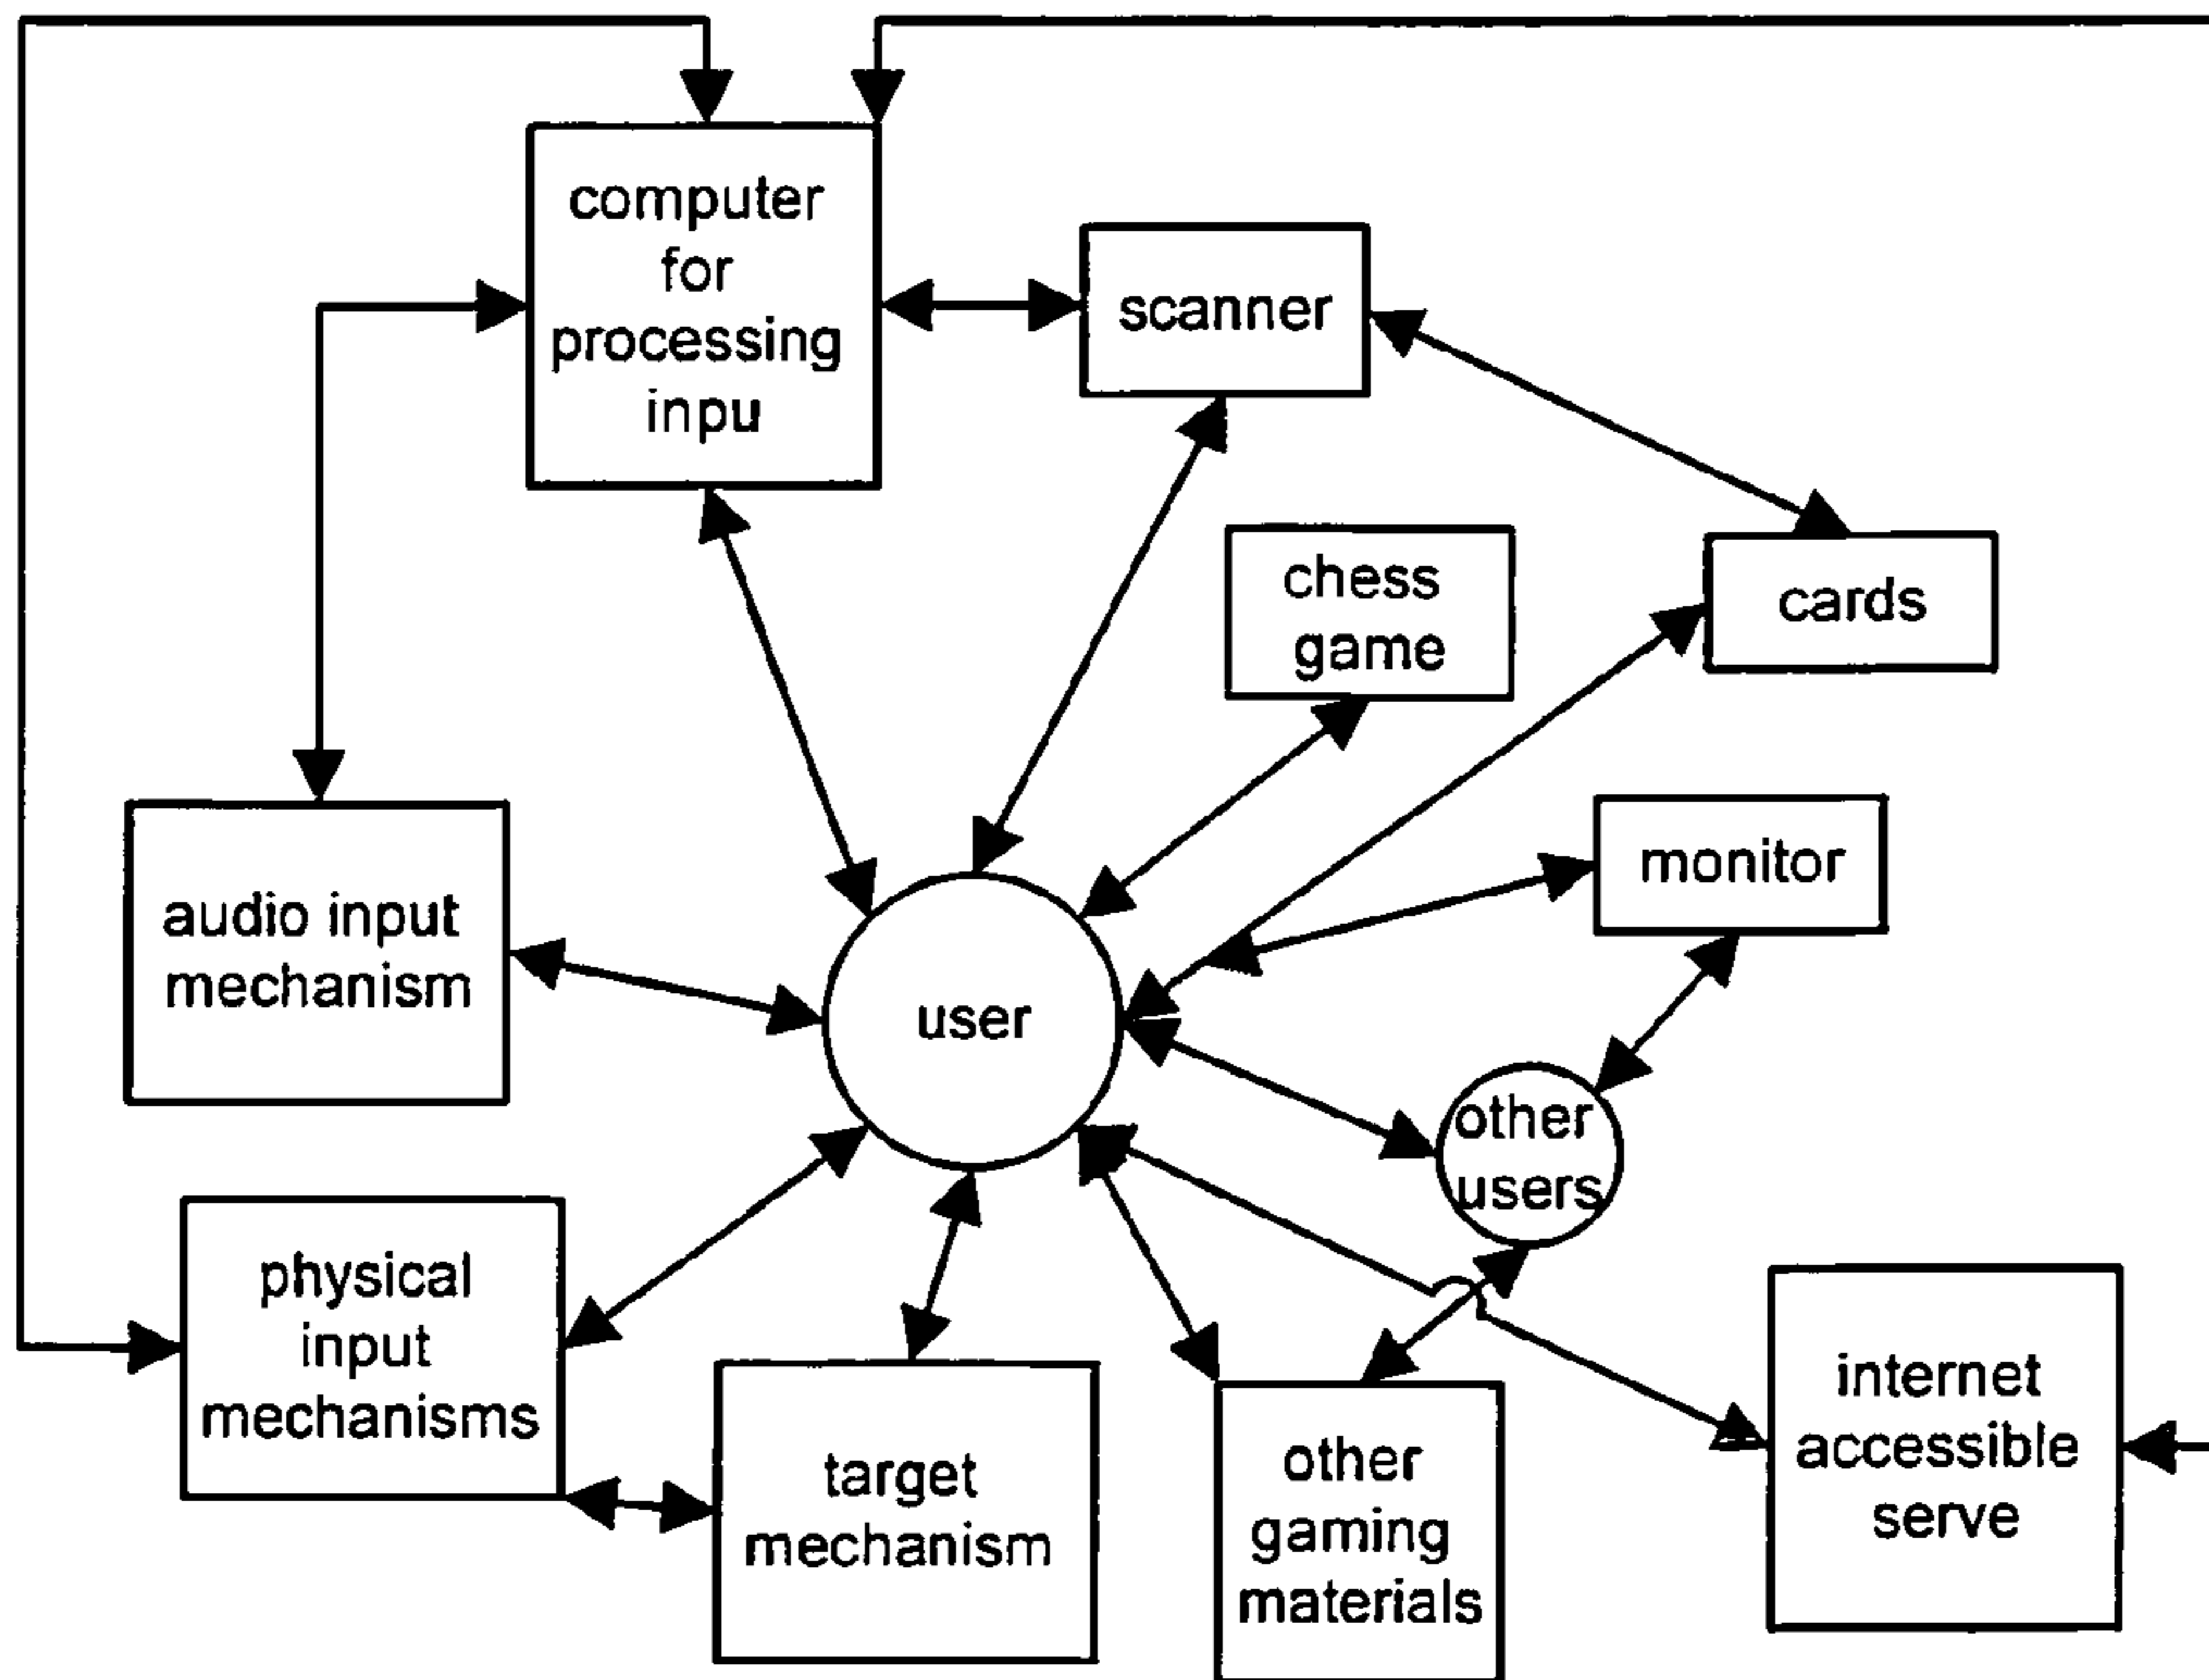 computer
for
processing
inpu
scanner
chess
game
cards
monitor
audio input
mechanism
user
other
users
physical
input
mechanisms
target
mechanism
other
gaming
materials
internet
accessible
serve